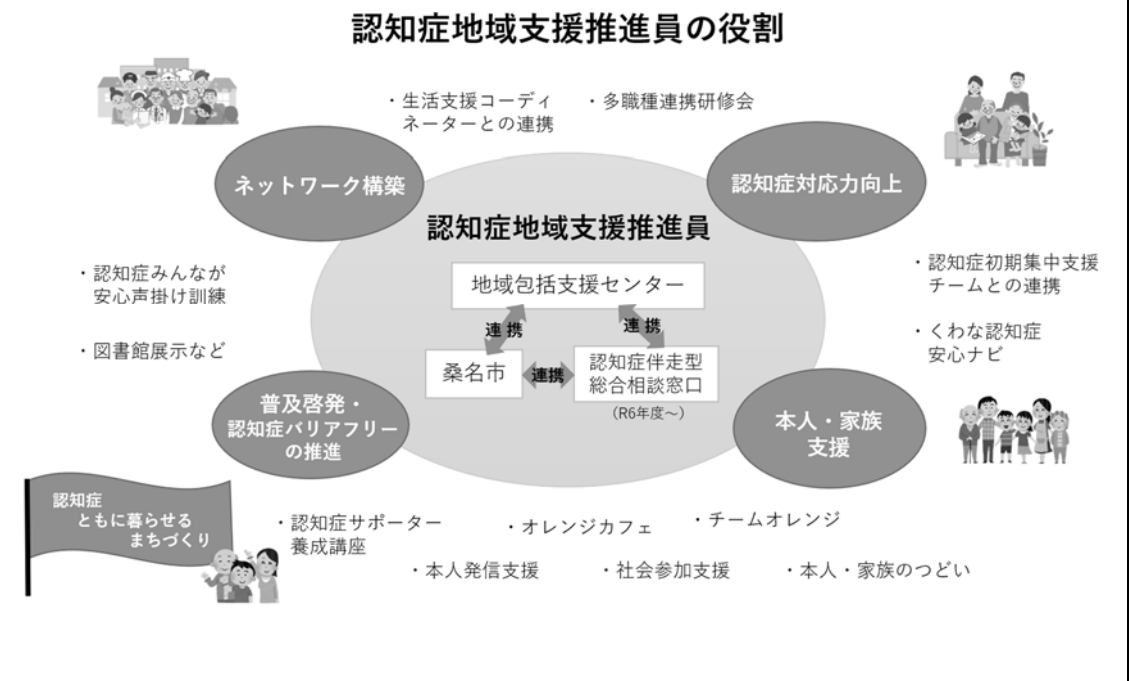 認知症地域支援推進員の役割
・生活支援コーディ
ネーターとの連携
・多職種連携研修会
ネットワーク構築
認知症対応力向上
認知症地域支援推進員
地域包括支援センター
連携
連携
桑名市
連携
認知症伴走型
総合相談窓口
（R6年度～）
・認知症みんなが
安心声掛け訓練
・図書館展示など
・認知症初期集中支援
チームとの連携
・くわな認知症
安心ナビ
普及啓発・
認知症バリアフリー
の推進
本人・家族
支援
認知症
ともに暮らせる
まちづくり
・認知症サポーター
養成講座
・オレンジカフェ
・チームオレンジ
・本人発信支援
・社会参加支援
・本人・家族のつどい